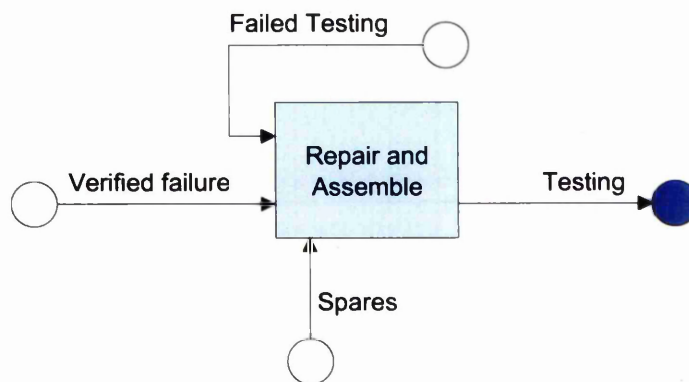 Failed Testing
Repair and
Assemble
Verified failure
Testing
Spares